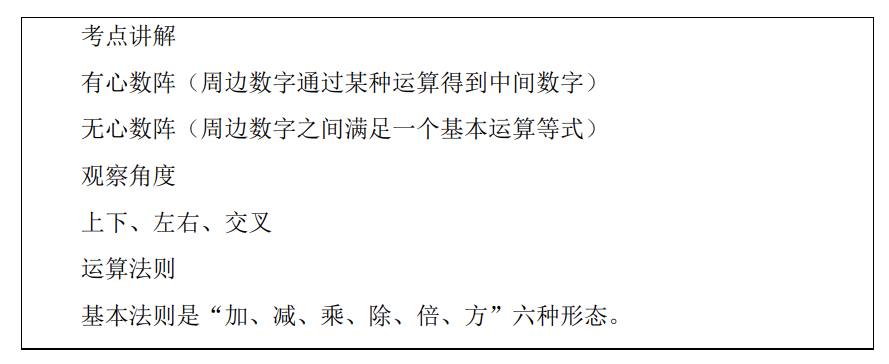 考点讲解
有心数阵（周边数字通过某种运算得到中间数字）
无心数阵（周边数字之间满足一个基本运算等式）
观察角度
上下、左右、交叉
运算法则
基本法则是“加、减、乘、除、倍、方”六种形态。